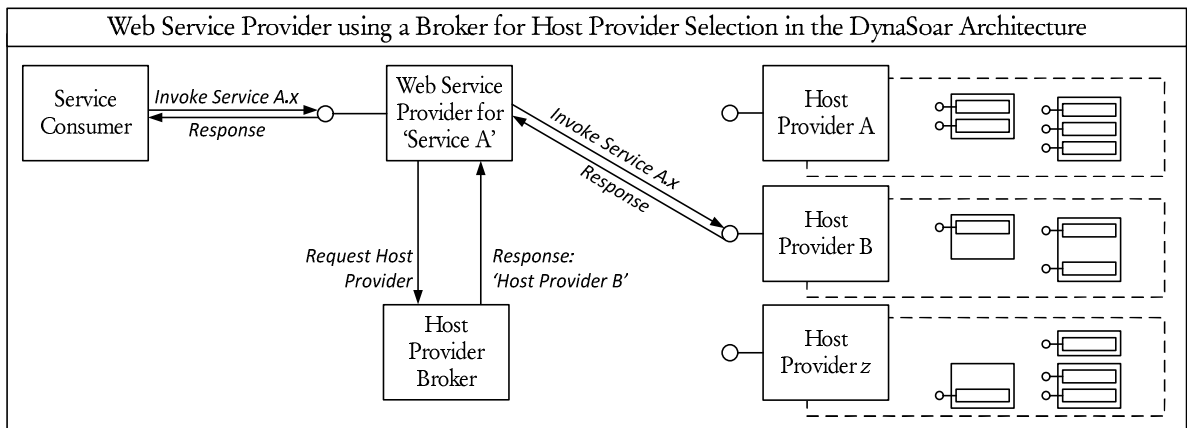 Web Service Provider using a Broker for Host Provider Selection in the DynaSoar Architecture
Service
Consumer
Invoke Service A.x
Response
Web Service
Provider for
‘Service A’
Invoke Service A.x
Response
Request Host
Provider
Response:
‘Host Provider B’
Host
Provider
Broker
Host
Provider A
Host
Provider B
Host
Provider z